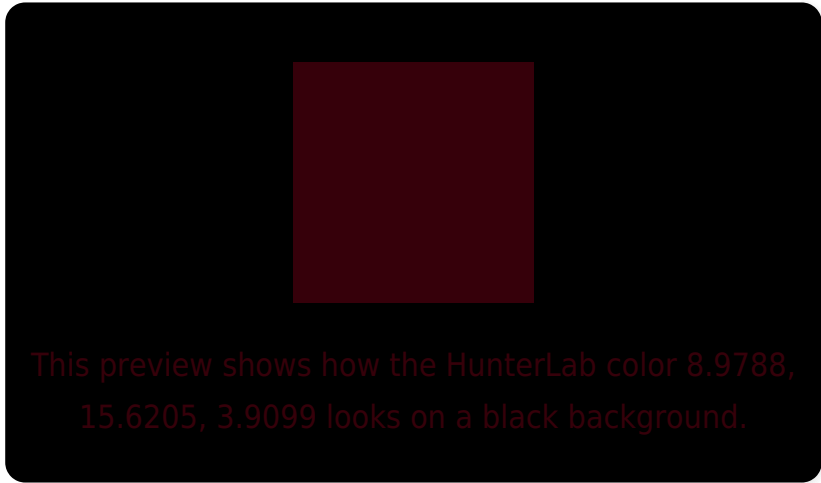 This preview shows how the HunterLab color 8.9788,
15.6205, 3.9099 looks on a black background.